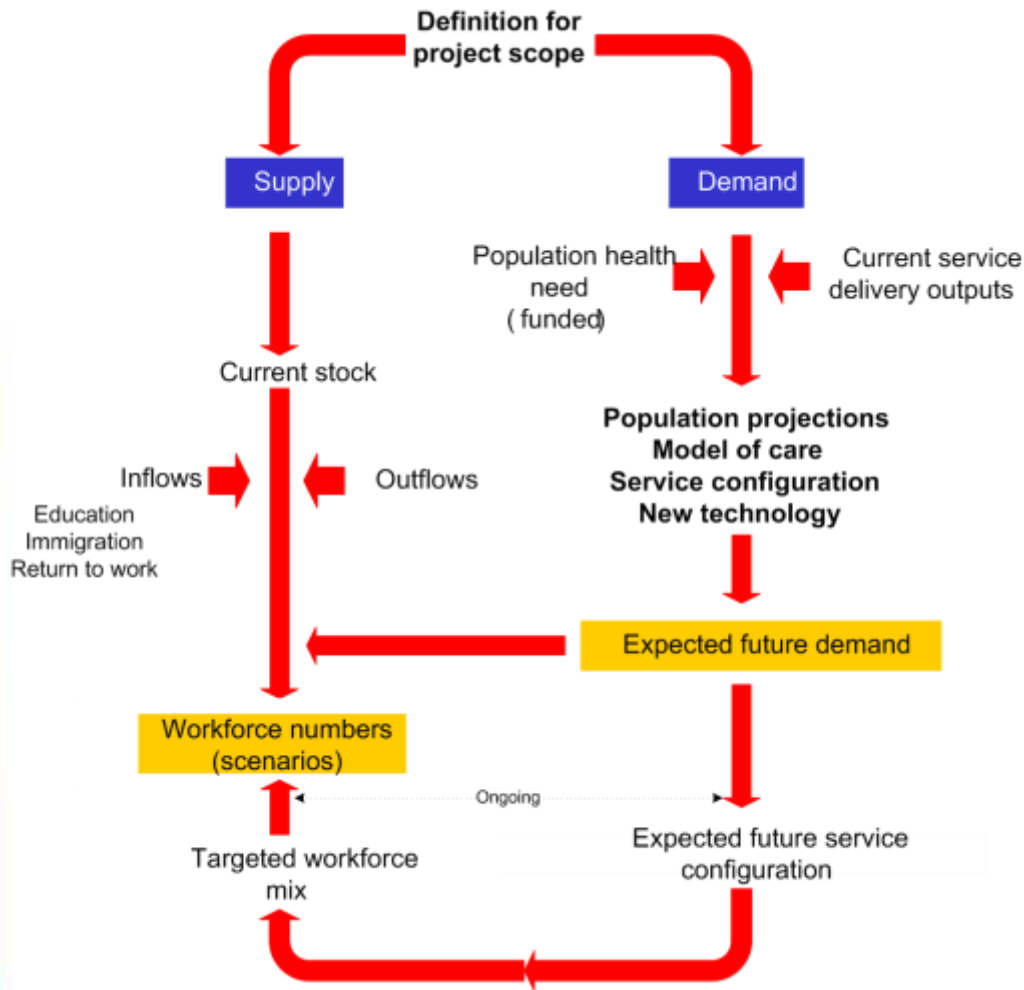 Definition for
project scope
Supply
Demand
Population health
need
( funded)
Current service
delivery outputs
Current stock
Population projections
Model of care
Service configuration
New technology
Inflows
Outflows
Education
Immigration
Return to work
Expected future demand
Workforce numbers
(scenarios)
Ongoing
Targeted workforce
mix
Expected future service
configuration